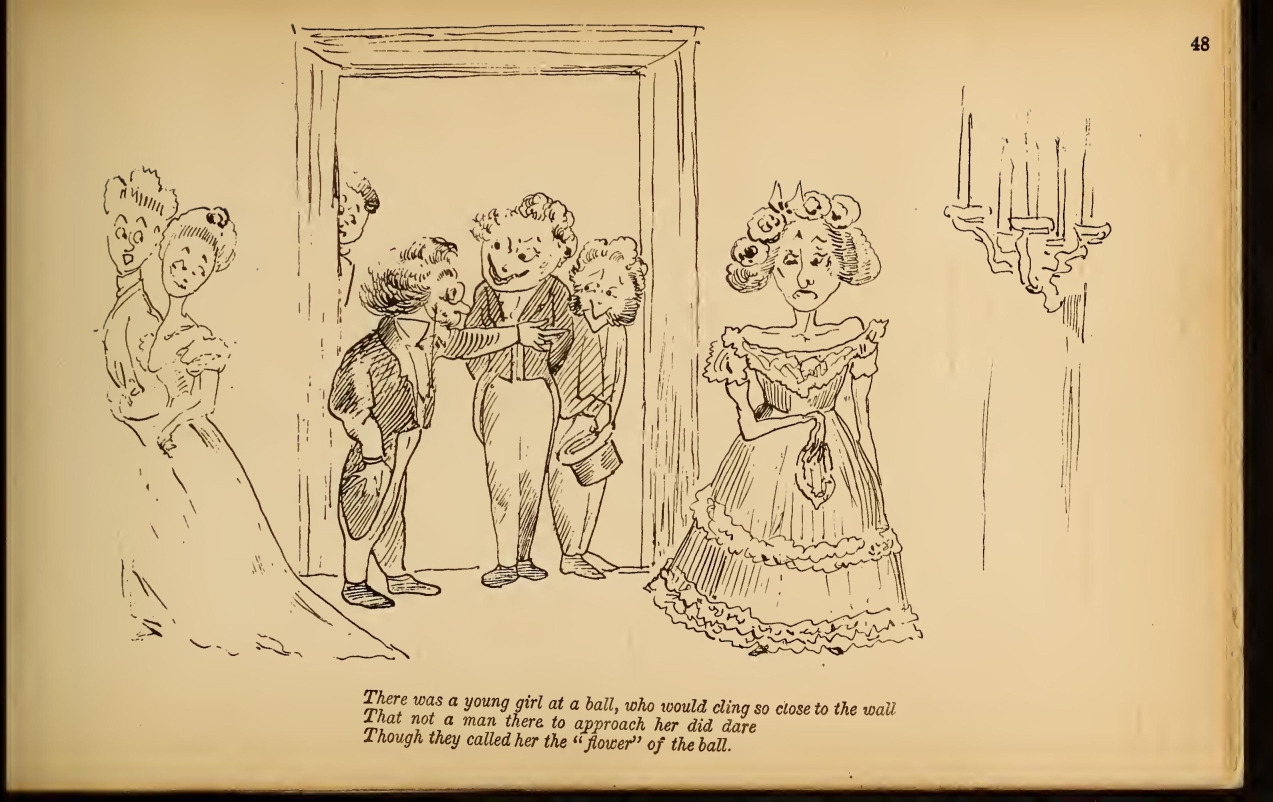 48
There was a young girl at a ball, who would cling so close to the wall
That not a man there to approach her did dare
Though they called her the "flower" of the ball.